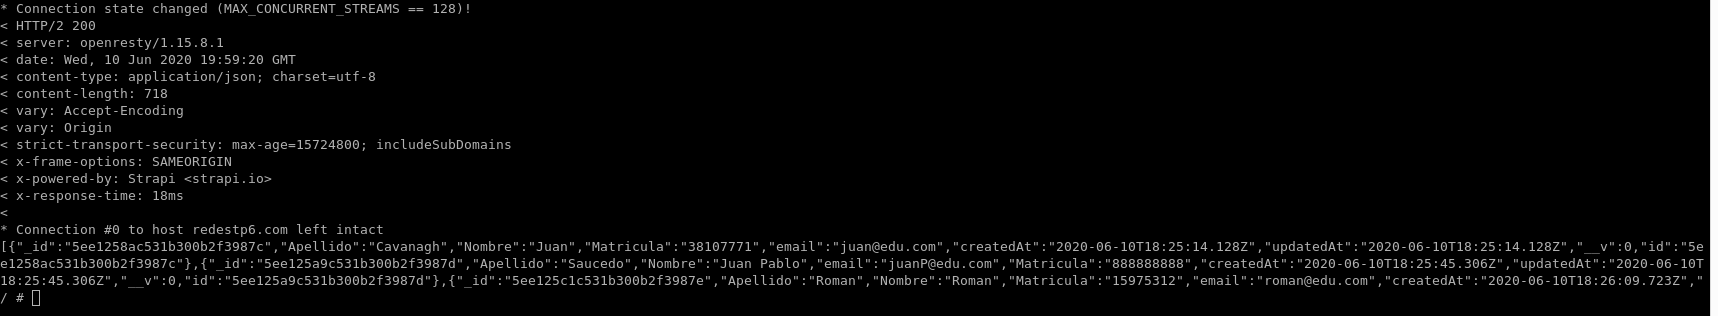 * Connection state changed (MAX_CONCURRENT_STREAMS == 128)!
< HTTP/2 200
< server: openresty/1.15.8.1
< date: Wed, 10 Jun 2020 19:59:20 GMT
< content-type: application/json; charset=utf-8
< content-length: 718
< vary: Accept-Encoding
< vary: Origin
< strict-transport-security: max-age=15724800; includeSubDomains
< x-frame-options: SAMEORIGIN
< x-powered-by: Strapi <strapi.io>
< x-response-time: 18ms
<
* Connection #0 to host redestp6.com left intact
[{"_id":"5ee1258ac531b300b2f3987c","Apellido":"Cavanagh","Nombre":"Juan","Matricula":"38107771","email":"juan@edu.com","createdAt":"2020-06-10T18:25:14.128Z","updatedAt":"2020-06-10T18:25:14.128Z","__v":0,"id":"5e
e1258ac531b300b2f3987c"},{"_id":"5ee125a9c531b300b2f3987d","Apellido":"Saucedo","Nombre":"Juan Pablo","email":"juanP@edu.com","Matricula":"888888888","createdAt":"2020-06-10T18:25:45.306Z","updatedAt":"2020-06-10T
18:25:45.306Z","__v":0,"id":"5ee125a9c531b300b2f3987d"},{"_id":"5ee125c1c531b300b2f3987e","Apellido":"Roman","Nombre":"Roman","Matricula":"15975312","email":"roman@edu.com","createdAt":"2020-06-10T18:26:09.723Z","
/ #